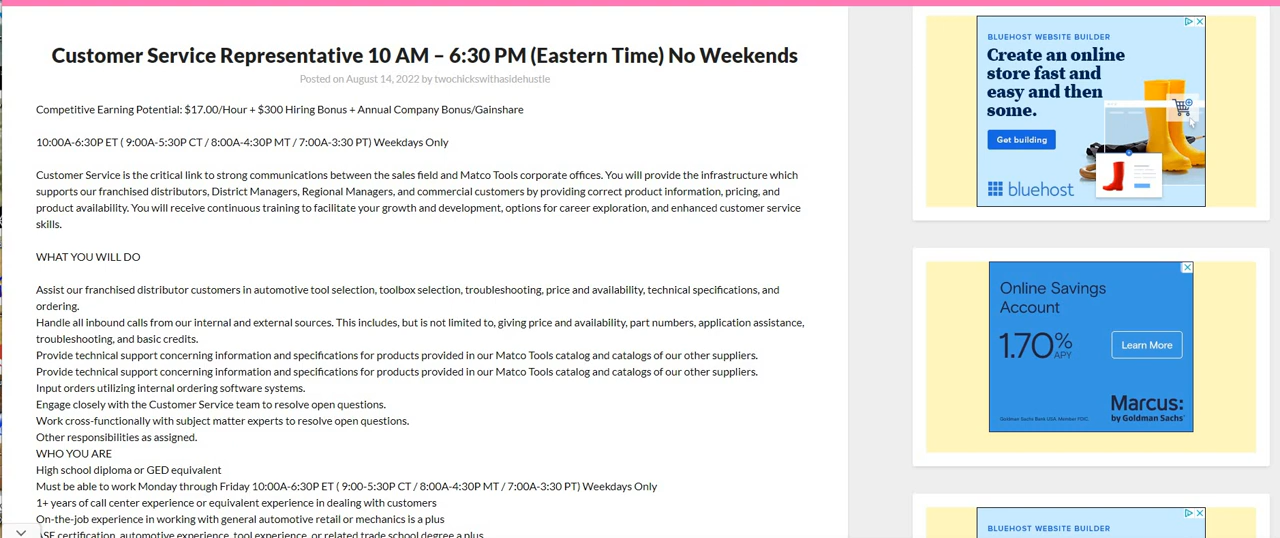 Customer Service Representative 10 AM – 6:30 PM (Eastern Time) No Weekends
Posted on August 14, 2022 by twochickswithasidehustle
Competitive Earning Potential: $17.00/Hour + $300 Hiring Bonus + Annual Company Bonus/Gainshare
10:00A-6:30P ET ( 9:00A-5:30P CT / 8:00A-4:30P MT / 7:00A-3:30 PT) Weekdays Only
Customer Service is the critical link to strong communications between the sales field and Matco Tools corporate offices. You will provide the infrastructure which
supports our franchised distributors, District Managers, Regional Managers, and commercial customers by providing correct product information, pricing, and
product availability. You will receive continuous training to facilitate your growth and development, options for career exploration, and enhanced customer service
skills.
WHAT YOU WILL DO
Assist our franchised distributor customers in automotive tool selection, toolbox selection, troubleshooting, price and availability, technical specifications, and
ordering.
Handle all inbound calls from our internal and external sources. This includes, but is not limited to, giving price and availability, part numbers, application assistance,
troubleshooting, and basic credits.
Provide technical support concerning information and specifications for products provided in our Matco Tools catalog and catalogs of our other suppliers.
Provide technical support concerning information and specifications for products provided in our Matco Tools catalog and catalogs of our other suppliers.
Input orders utilizing internal ordering software systems.
Engage closely with the Customer Service team to resolve open questions.
Work cross-functionally with subject matter experts to resolve open questions.
Other responsibilities as assigned.
WHO YOU ARE
High school diploma or GED equivalent
Must be able to work Monday through Friday 10:00A-6:30P ET ( 9:00-5:30P CT / 8:00A-4:30P MT / 7:00A-3:30 PT) Weekdays Only
1+ years of call center experience or equivalent experience in dealing with customers
On-the-job experience in working with general automotive retail or mechanics is a plus
ASE certification, automotive experience, tool experience, or related trade school degree a plus
BLUEHOST WEBSITE BUILDER
Create an online
store fast and
easy and then
some.
Get building
bluehost
Online Savings
Account
1.70% APY
Learn More
Marcus:
by Goldman Sachs
Goldman Sachs Bank USA. Member FDIC.
BLUEHOST WEBSITE BUILDER